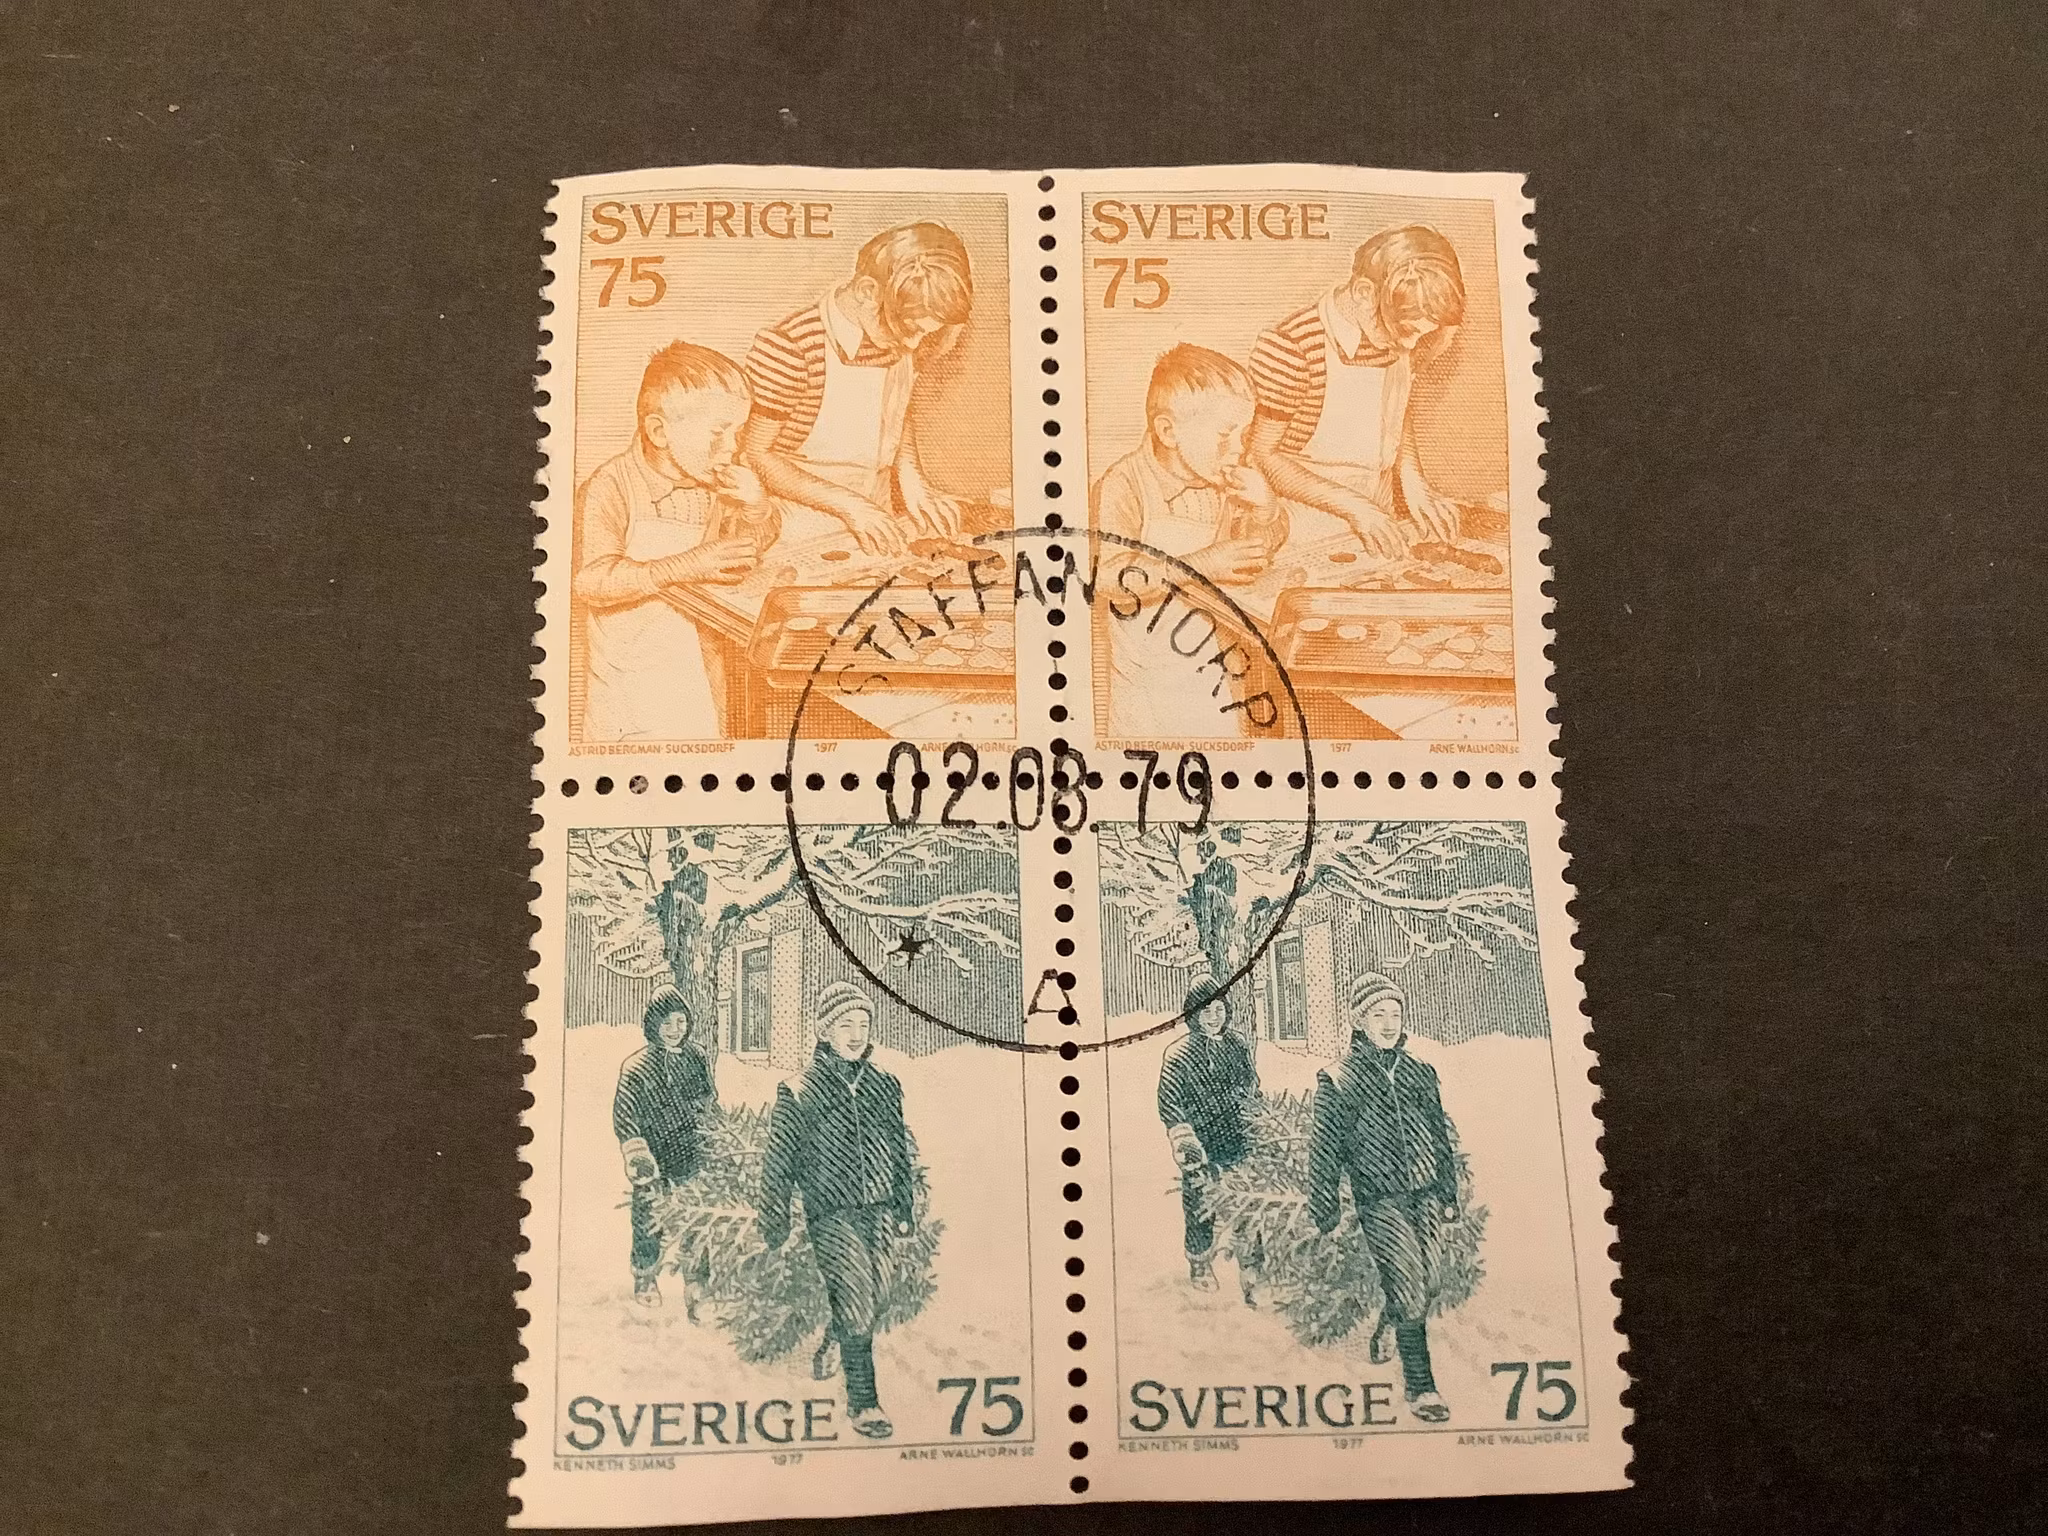 SVERIGE
75
SVERIGE
75
ASTRID BERGMAN-SUCKSDORFF 1977 ARNE WALLHORN SC
ASTRID BERGMAN-SUCKSDORFF 1977 ARNE WALLHORN SC
STAFFANSTORP
02.08.79
A
SVERIGE 75
KENNETH SIMMS 1977 ARNE WALLHORN SC
SVERIGE 75
KENNETH SIMMS 1977 ARNE WALLHORN SC